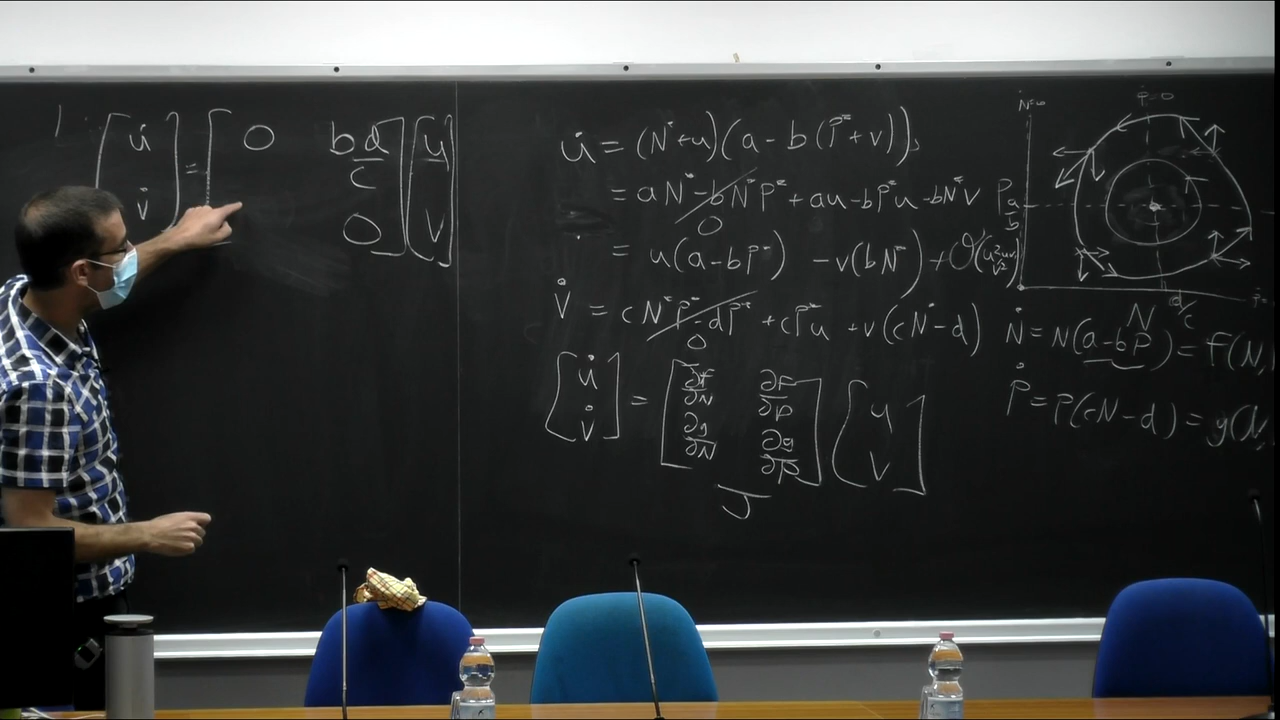 [u̇ v̇] = [0 bd/c 0] [u v]
u̇ = (N* + u)(a - b(P* + v))
= aN* - bN*P* + au - bP*u - bN*v
0
= u(a - bP*) - v(bN*) + O(u² uv v²)
v̇ = cN*P* - dP* + cP*u + v(cN* - d)
0
[u̇ v̇] = [∂F/∂N ∂F/∂P ∂g/∂N ∂g/∂P] [u v]
J
Ṗ=0
P a/b
N d/c
Ṅ = N(a - bP) = F(N,
Ṗ = P(cN - d) = g(N,